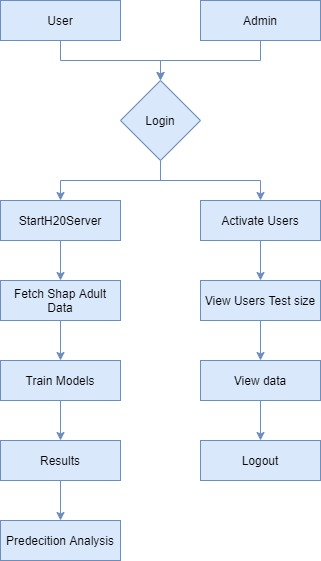 User
Admin
Login
StartH20Server
Activate Users
Fetch Shap Adult
Data
View Users Test size
Train Models
View data
Results
Logout
Predecition Analysis